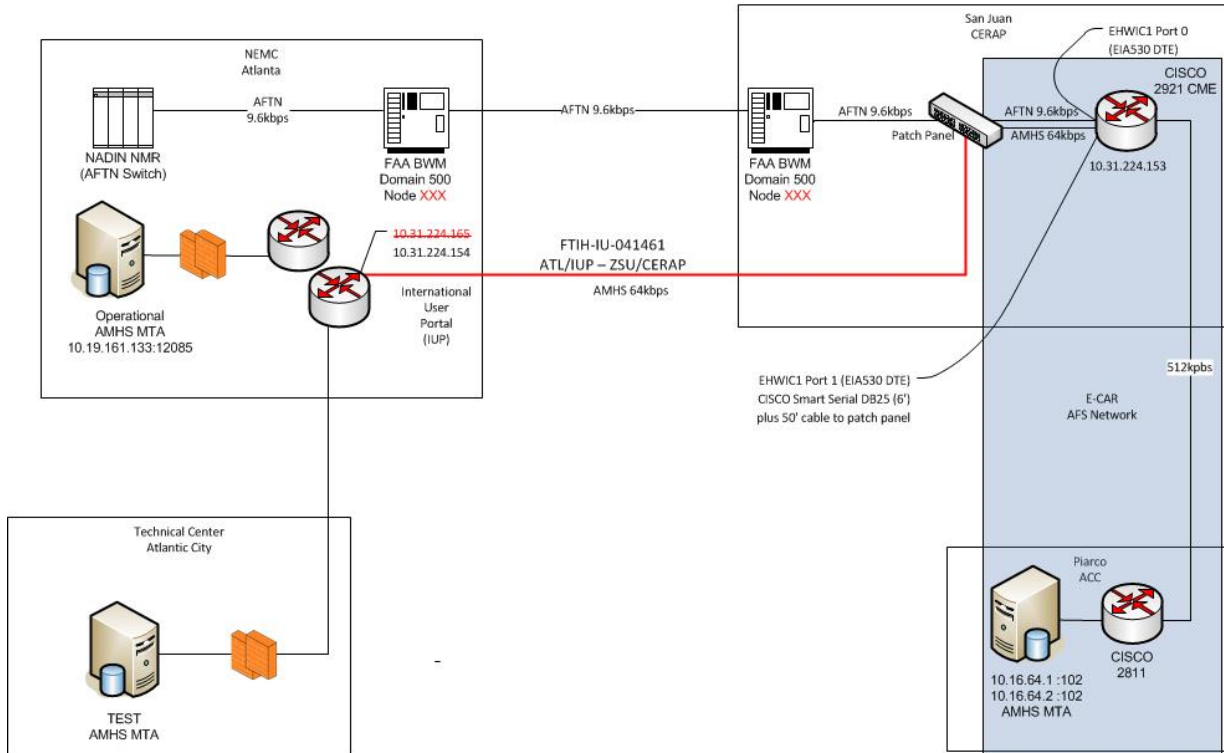 NEMC
Atlanta
AFTN
9.6kbps
NADIN NMR
(AFTN Switch)
FAA BWM
Domain 500
Node XXX
AFTN 9.6kbps
10.31.224.165
10.31.224.154
Operational
AMHS MTA
10.19.161.133:12085
International
User
Portal
(IUP)
FTIH-IU-041461
ATL/IUP – ZSU/CERAP
AMHS 64kbps
San Juan
CERAP
FAA BWM
Domain 500
Node XXX
AFTN 9.6kbps
Patch Panel
AFTN 9.6kbps
AMHS 64kbps
EHWIC1 Port 0
(EIA530 DTE)
CISCO
2921 CME
10.31.224.153
EHWIC1 Port 1 (EIA530 DTE)
CISCO Smart Serial DB25 (6')
plus 50' cable to patch panel
512kpbs
E-CAR
AFS Network
Technical Center
Atlantic City
TEST
AMHS MTA
-
Piarco
ACC
CISCO
2811
10.16.64.1 :102
10.16.64.2 :102
AMHS MTA